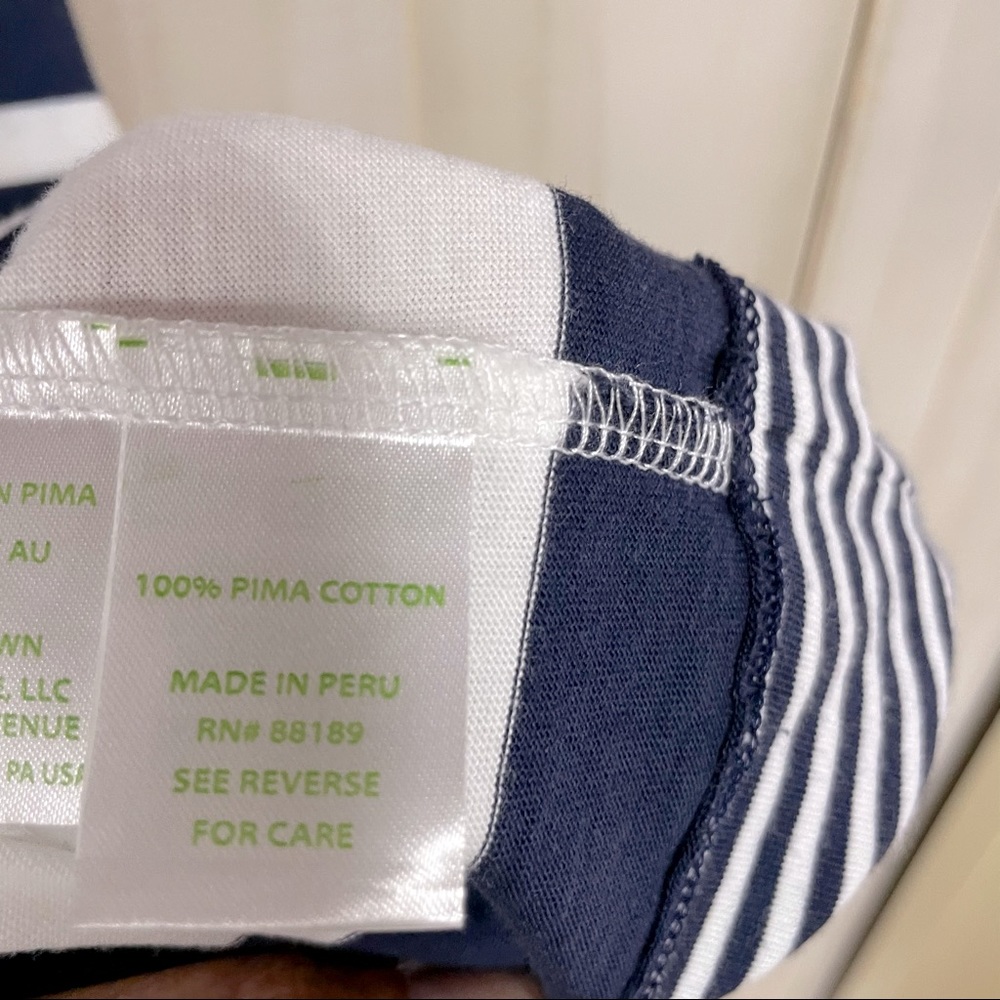 N PIMA
AU
WN
E, LLC
ENUE
PA USA
100% PIMA COTTON
MADE IN PERU
RN# 88189
SEE REVERSE
FOR CARE